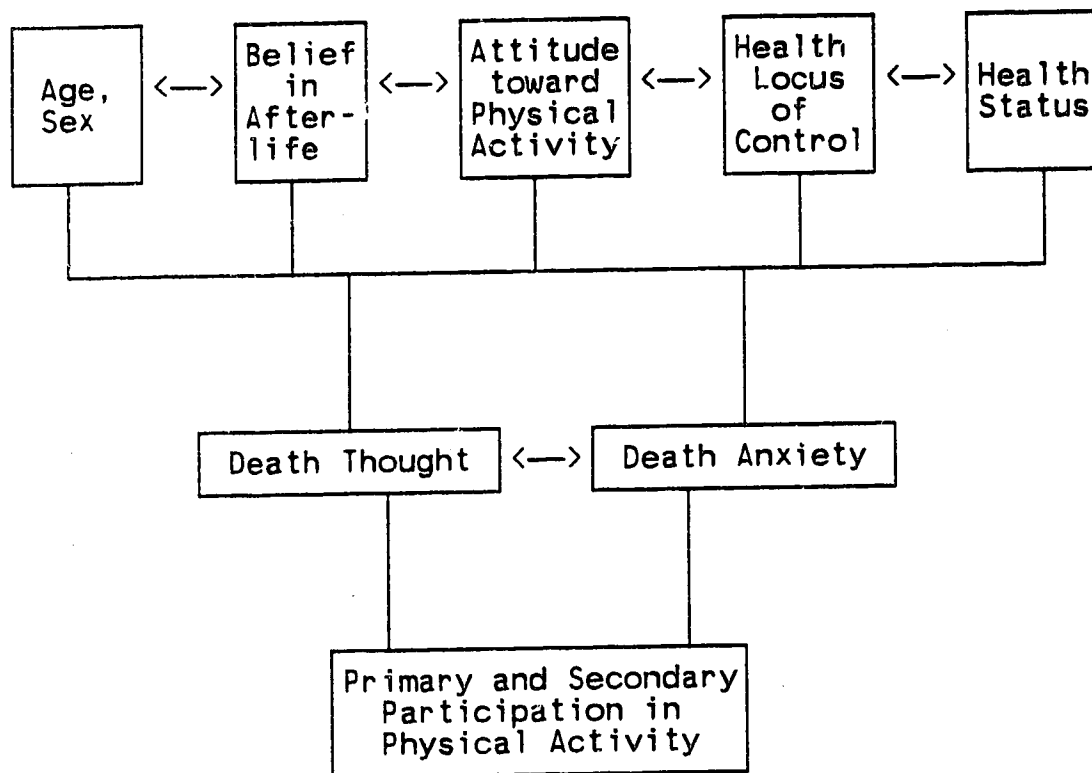 Age,
Sex
<—>
Belief
in
After-
life
<—>
Attitude
toward
Physical
Activity
<—>
Health
Locus
of
Control
<—>
Health
Status
Death Thought
<—>
Death Anxiety
Primary and Secondary
Participation in
Physical Activity